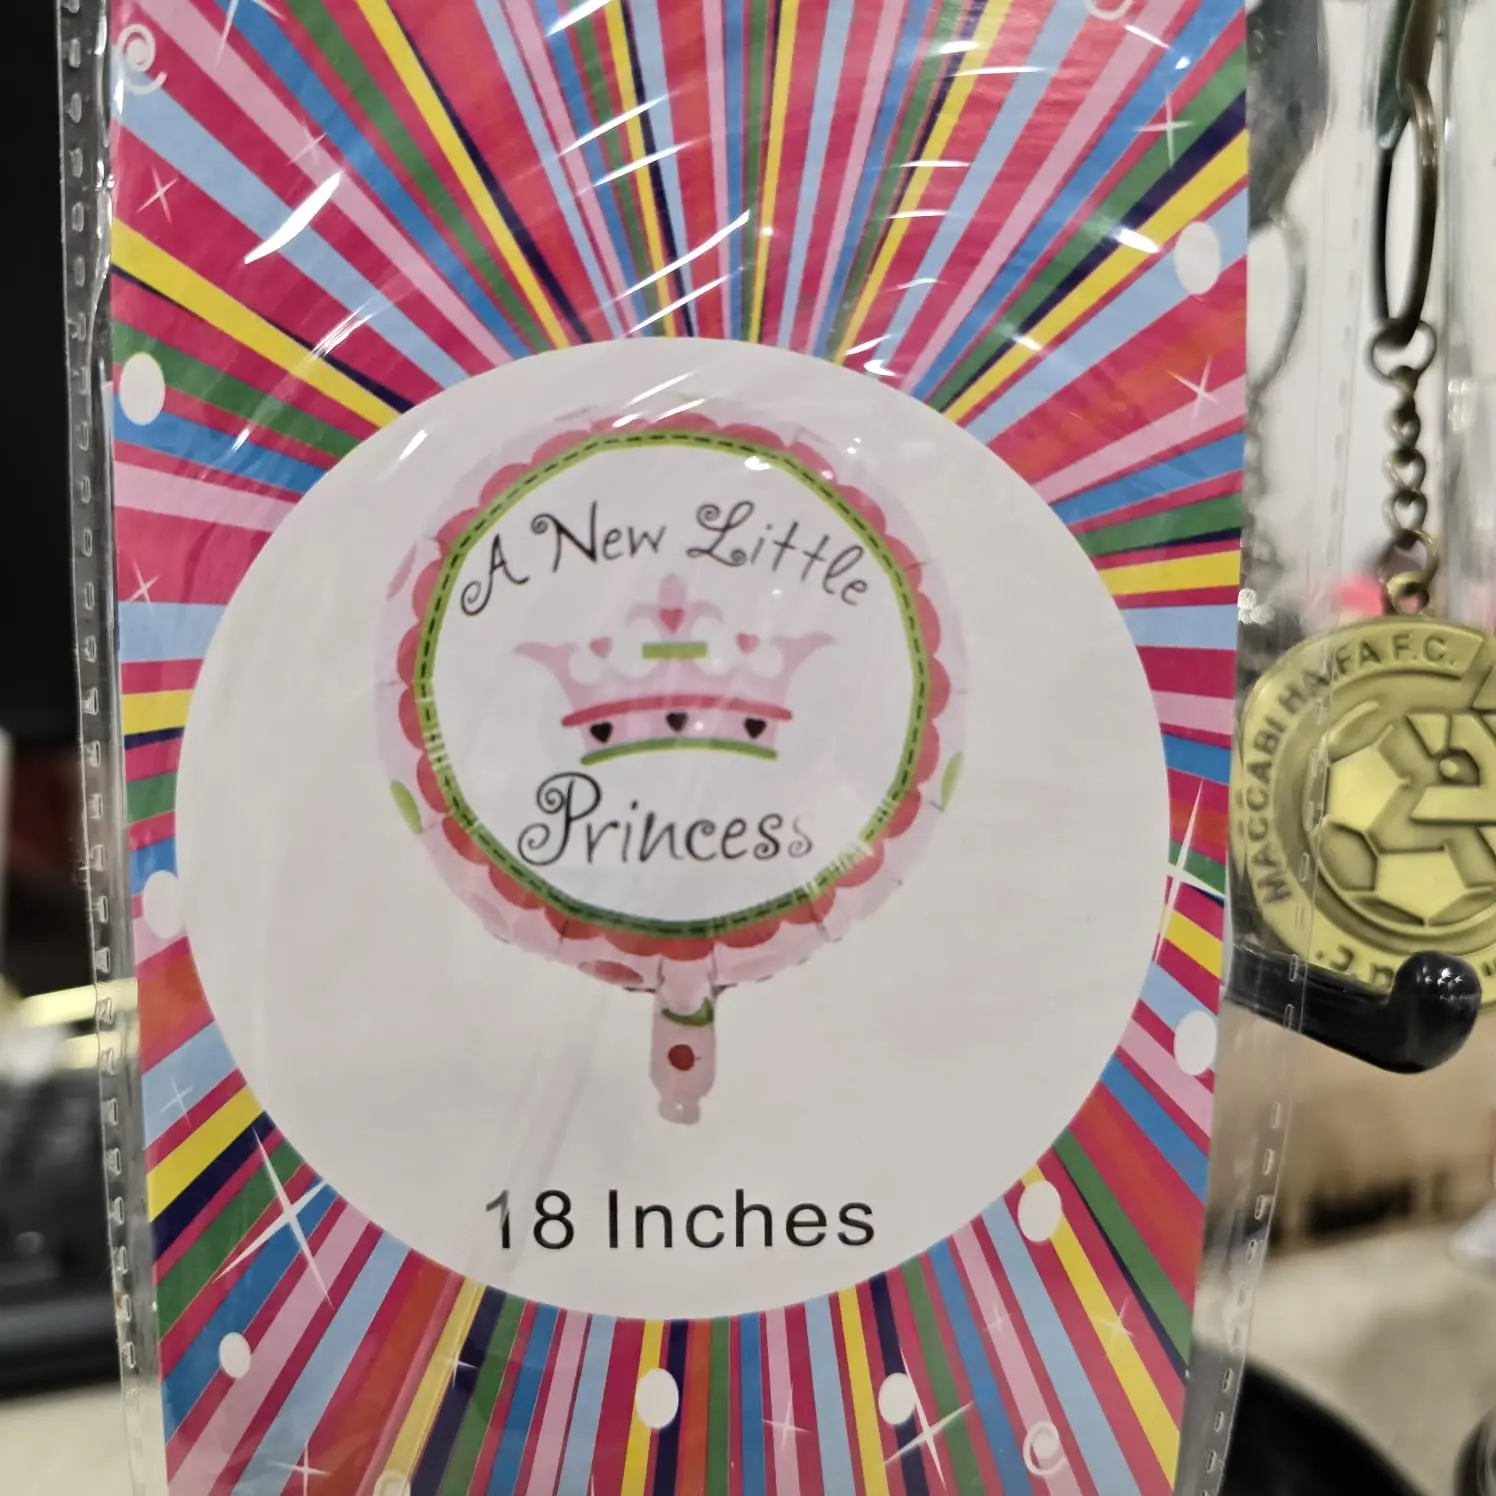 A New Little
Princess
18 Inches
MACCABI HAIFA F.C.